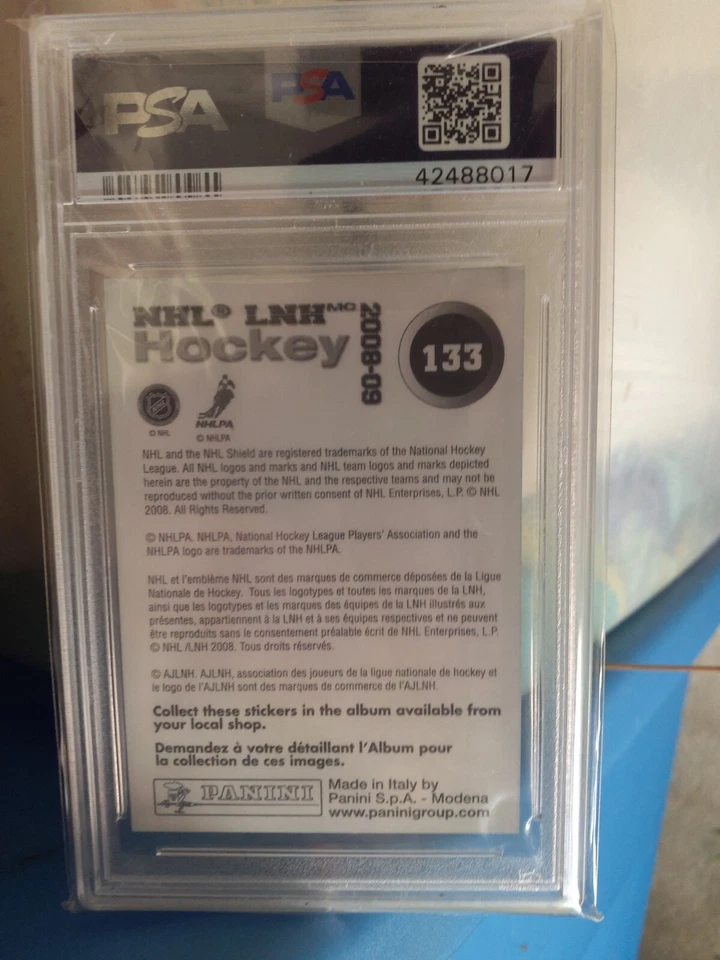 PSA PSA
42488017
NHL® LNHᴹᶜ
Hockey
2008-09
133
NHL
© NHL
NHLPA
© NHLPA
NHL and the NHL Shield are registered trademarks of the National Hockey
League. All NHL logos and marks and NHL team logos and marks depicted
herein are the property of the NHL and the respective teams and may not be
reproduced without the prior written consent of NHL Enterprises, L.P. © NHL
2008. All Rights Reserved.
© NHLPA. NHLPA, National Hockey League Players' Association and the
NHLPA logo are trademarks of the NHLPA.
NHL et l'emblème NHL sont des marques de commerce déposées de la Ligue
Nationale de Hockey. Tous les logotypes et toutes les marques de la LNH,
ainsi que les logotypes et les marques des équipes de la LNH illustrés aux
présentes, appartiennent à la LNH et à ses équipes respectives et ne peuvent
être reproduits sans le consentement préalable écrit de NHL Enterprises, L.P.
© NHL /LNH 2008. Tous droits réservés.
© AJLNH. AJLNH, association des joueurs de la ligue nationale de hockey et
le logo de l'AJLNH sont des marques de commerce de l'AJLNH.
Collect these stickers in the album available from
your local shop.
Demandez à votre détaillant l'Album pour
la collection de ces images.
PANINI
Made in Italy by
Panini S.p.A. - Modena
www.paninigroup.com